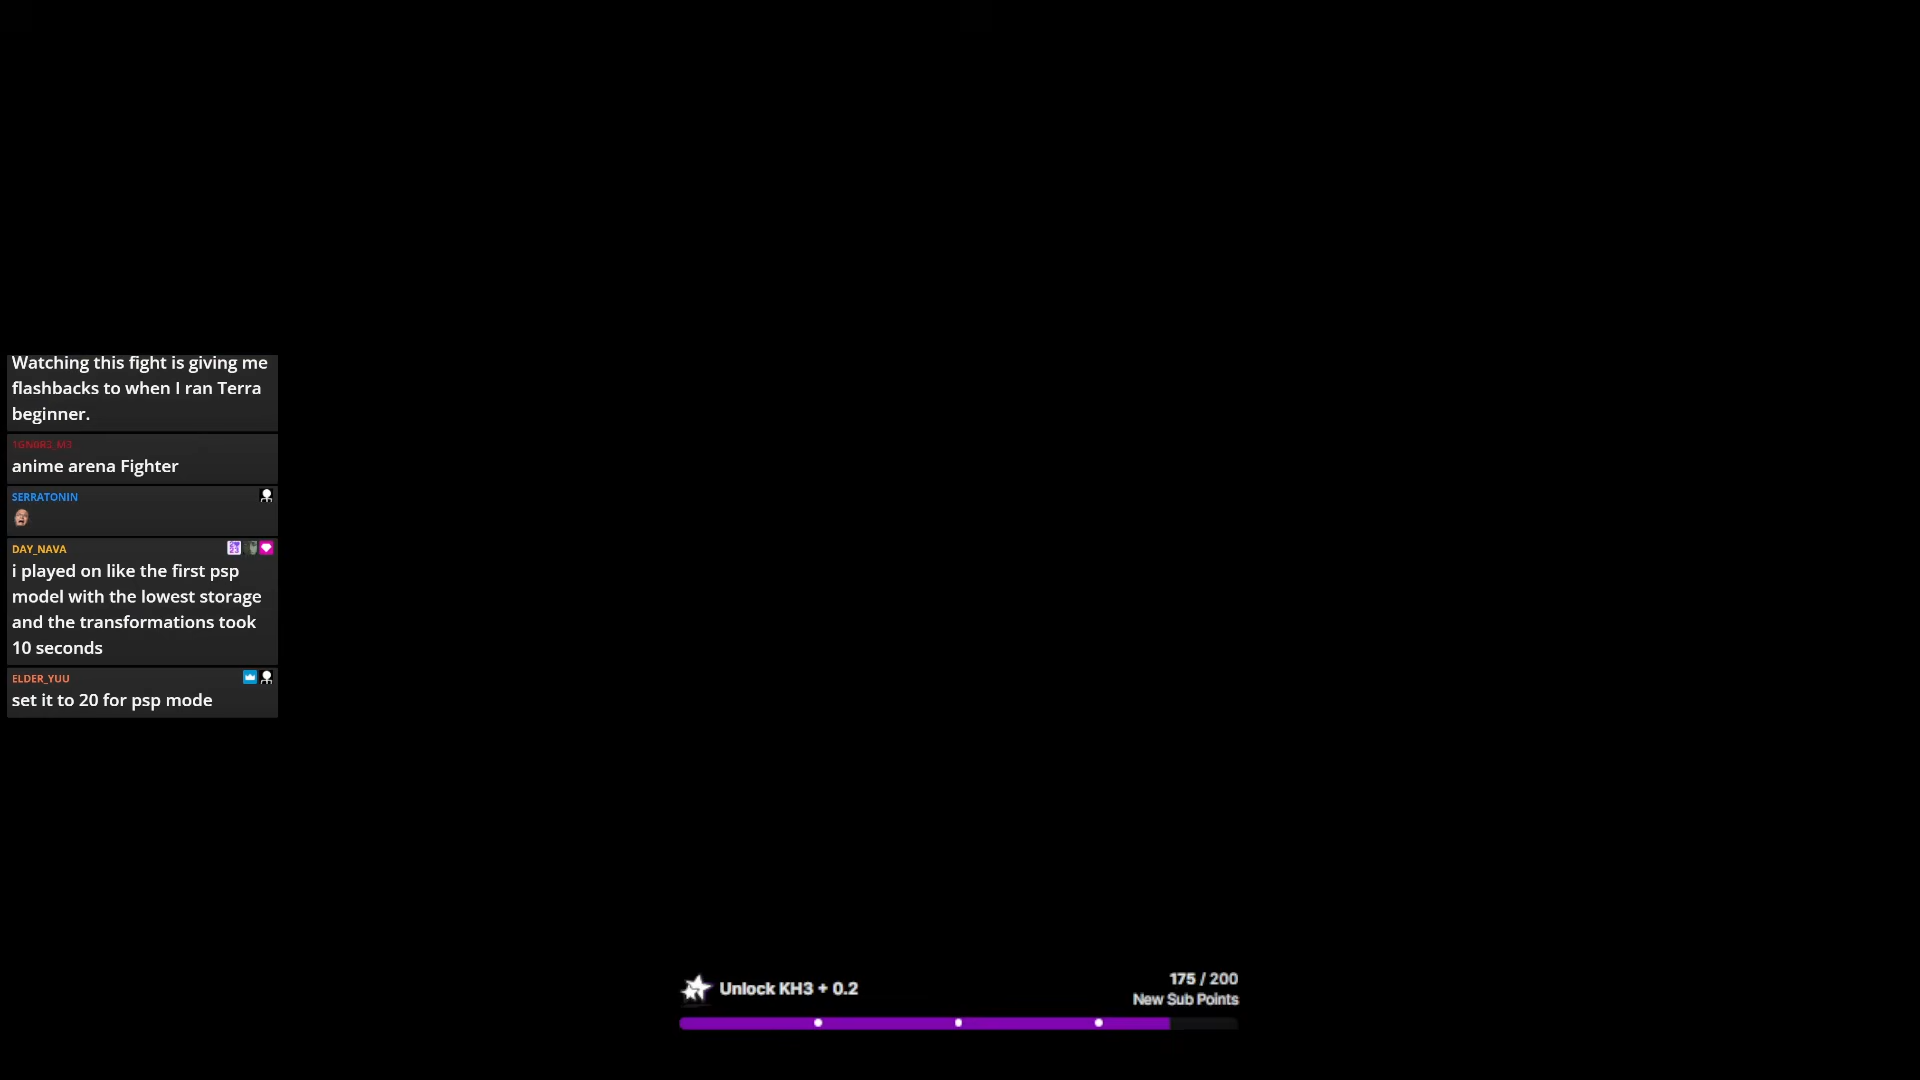 Watching this fight is giving me
flashbacks to when I ran Terra
beginner.
1GN0R3_M3
anime arena Fighter
SERRATONIN
DAY_NAVA
i played on like the first psp
model with the lowest storage
and the transformations took
10 seconds
ELDER_YUU
set it to 20 for psp mode
Unlock KH3 + 0.2
175 / 200
New Sub Points